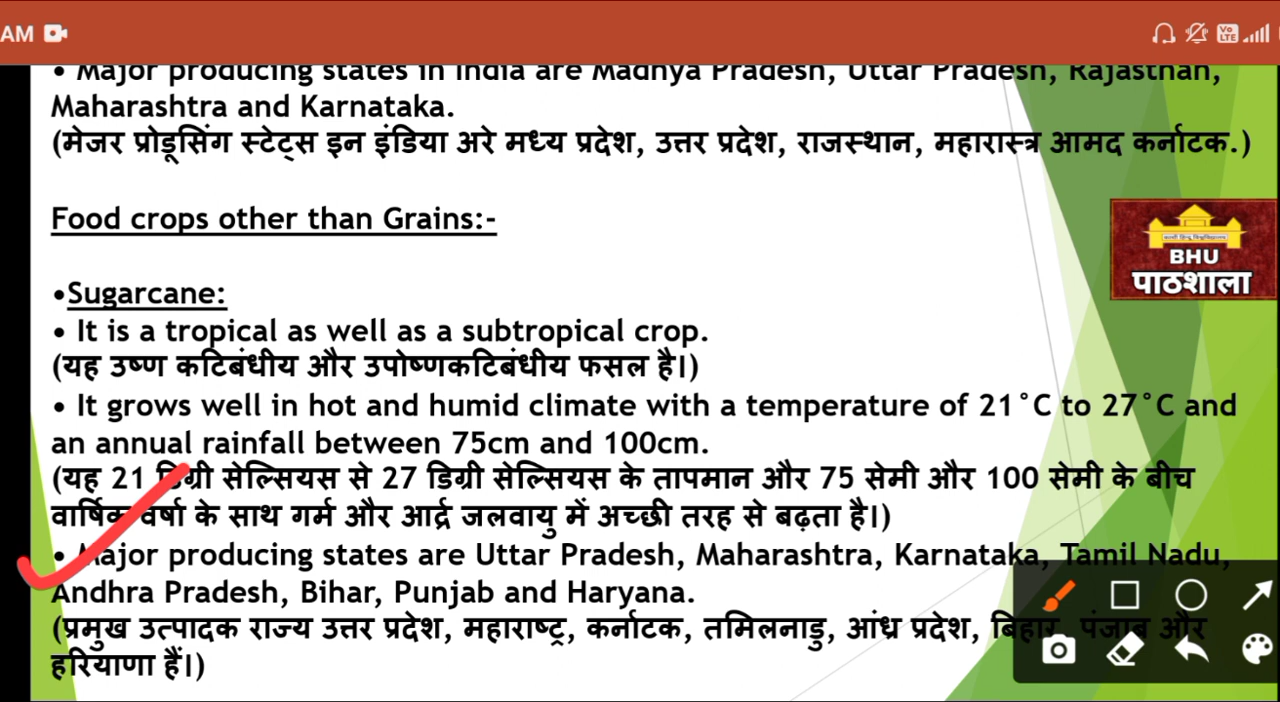 AM
• Major producing states in India are Madhya Pradesh, Uttar Pradesh, Rajasthan,
Maharashtra and Karnataka.
(मेजर प्रोडूसिंग स्टेट्स इन इंडिया अरे मध्य प्रदेश, उत्तर प्रदेश, राजस्थान, महारास्त्र आमद कर्नाटक.)
Food crops other than Grains:-
BHU
पाठशाला
•Sugarcane:
• It is a tropical as well as a subtropical crop.
(यह उष्ण कटिबंधीय और उपोष्णकटिबंधीय फसल है।)
• It grows well in hot and humid climate with a temperature of 21°C to 27°C and
an annual rainfall between 75cm and 100cm.
(यह 21 डिग्री सेल्सियस से 27 डिग्री सेल्सियस के तापमान और 75 सेमी और 100 सेमी के बीच
वार्षिक वर्षा के साथ गर्म और आर्द्र जलवायु में अच्छी तरह से बढ़ता है।)
• Major producing states are Uttar Pradesh, Maharashtra, Karnataka, Tamil Nadu,
Andhra Pradesh, Bihar, Punjab and Haryana.
(प्रमुख उत्पादक राज्य उत्तर प्रदेश, महाराष्ट्र, कर्नाटक, तमिलनाडु, आंध्र प्रदेश, बिहार, पंजाब और
हरियाणा हैं।)